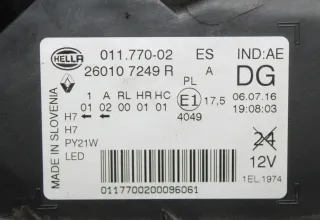 HELLA 011.770-02 ES IND:AE
26010 7249 R A DG
MADE IN SLOVENIA
1 A RL HR HC PL
01 02 00 01 01 E1 17,5 06.07.16
H7 ← ← 4049 19:08:03
H7
PY21W 24
LED 12V
1EL.1974
0117700200096061